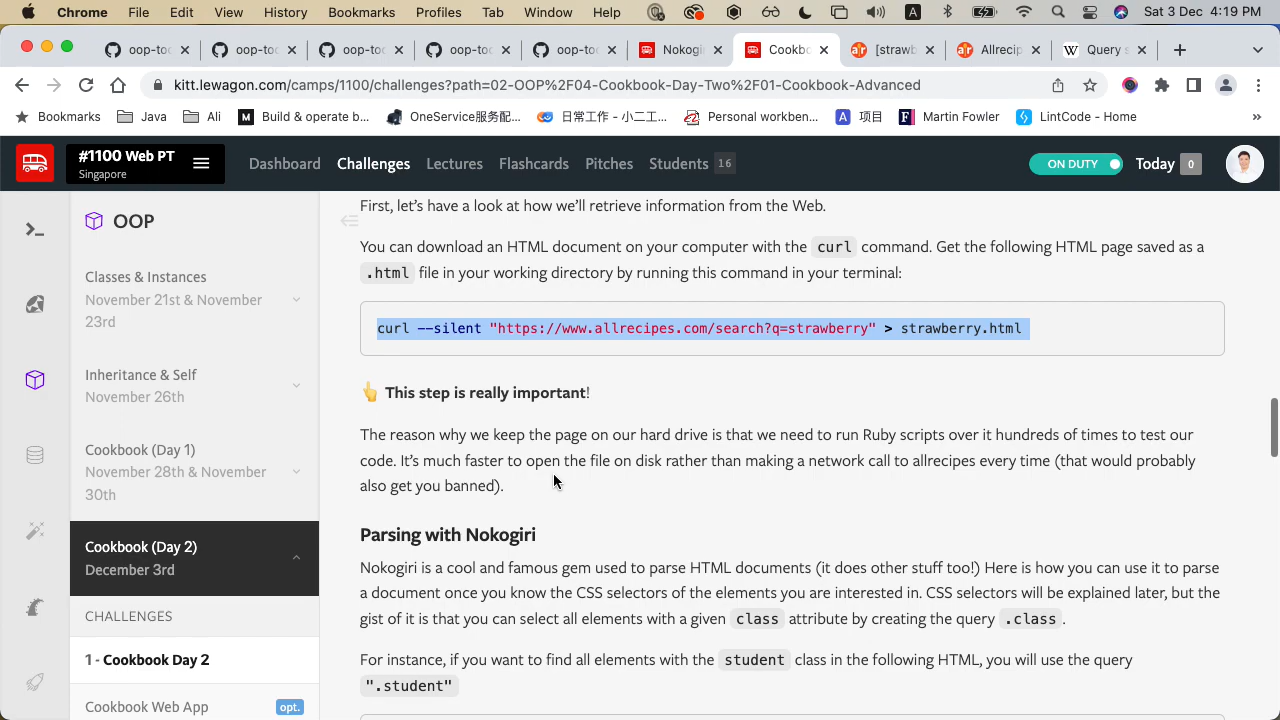 Chrome File Edit View History Bookmarks Profiles Tab Window Help A Sat 3 Dec 4:19 PM
oop-too oop-too oop-too oop-too oop-too Nokogi Cookbo [strawb Allrecip Query s
kitt.lewagon.com/camps/1100/challenges?path=02-OOP%2F04-Cookbook-Day-Two%2F01-Cookbook-Advanced
Bookmarks Java Ali Build & operate b... OneService服务配... 日常工作 - 小二工... Personal workben... 项目 Martin Fowler LintCode - Home »
#1100 Web PT
Singapore
Dashboard Challenges Lectures Flashcards Pitches Students 16 ON DUTY Today 0
OOP
Classes & Instances
November 21st & November
23rd
Inheritance & Self
November 26th
Cookbook (Day 1)
November 28th & November
30th
Cookbook (Day 2)
December 3rd
CHALLENGES
1 - Cookbook Day 2
Cookbook Web App opt.
First, let's have a look at how we'll retrieve information from the Web.
You can download an HTML document on your computer with the curl command. Get the following HTML page saved as a
.html file in your working directory by running this command in your terminal:
curl --silent "https://www.allrecipes.com/search?q=strawberry" > strawberry.html
👆 This step is really important!
The reason why we keep the page on our hard drive is that we need to run Ruby scripts over it hundreds of times to test our
code. It's much faster to open the file on disk rather than making a network call to allrecipes every time (that would probably
also get you banned).
Parsing with Nokogiri
Nokogiri is a cool and famous gem used to parse HTML documents (it does other stuff too!) Here is how you can use it to parse
a document once you know the CSS selectors of the elements you are interested in. CSS selectors will be explained later, but the
gist of it is that you can select all elements with a given class attribute by creating the query .class.
For instance, if you want to find all elements with the student class in the following HTML, you will use the query
".student"